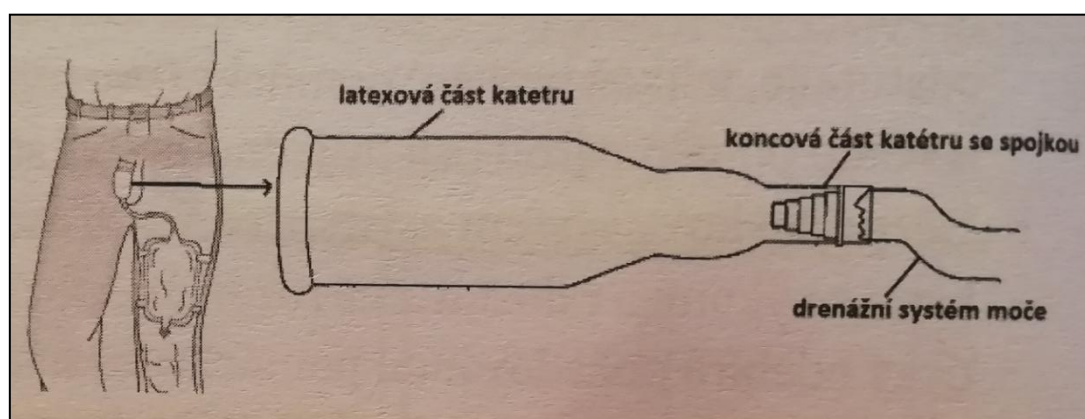 latexová část katetru
koncová část katétru se spojkou
drenážní systém moče